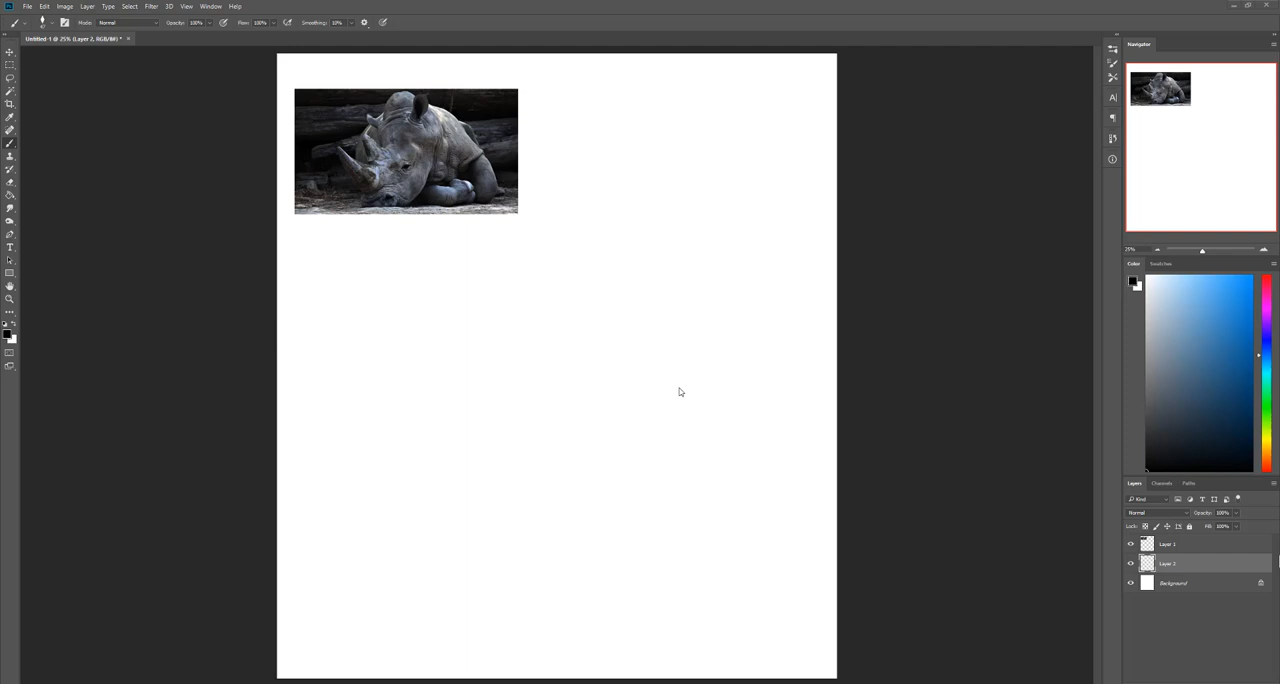 Ps File Edit Image Layer Type Select Filter 3D View Window Help
Mode: Normal Opacity: 100% Flow: 100% Smoothing: 10%
Untitled-1 @ 25% (Layer 2, RGB/8#) *
Navigator
25%
Color Swatches
Layers Channels Paths
Kind
Normal Opacity: 100%
Lock: Fill: 100%
Layer 1
Layer 2
Background